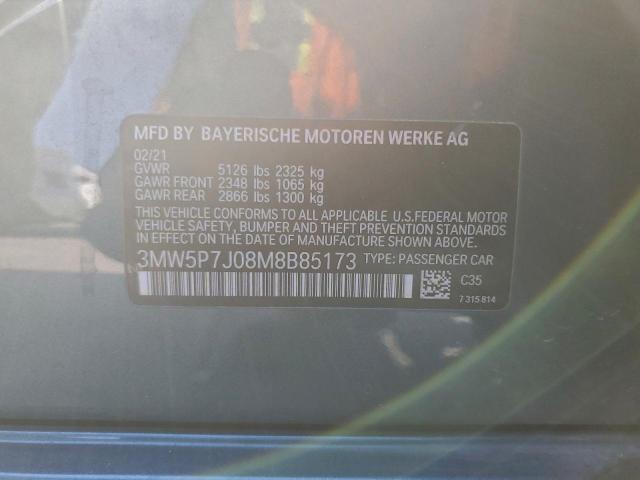 MFD BY BAYERISCHE MOTOREN WERKE AG
02/21
GVWR 5126 lbs 2325 kg
GAWR FRONT 2348 lbs 1065 kg
GAWR REAR 2866 lbs 1300 kg
THIS VEHICLE CONFORMS TO ALL APPLICABLE U.S.FEDERAL MOTOR
VEHICLE SAFETY, BUMPER AND THEFT PREVENTION STANDARDS
IN EFFECT ON THE DATE OF MANUFACTURE SHOWN ABOVE.
3MW5P7J08M8B85173 TYPE: PASSENGER CAR
C35
7 315 814